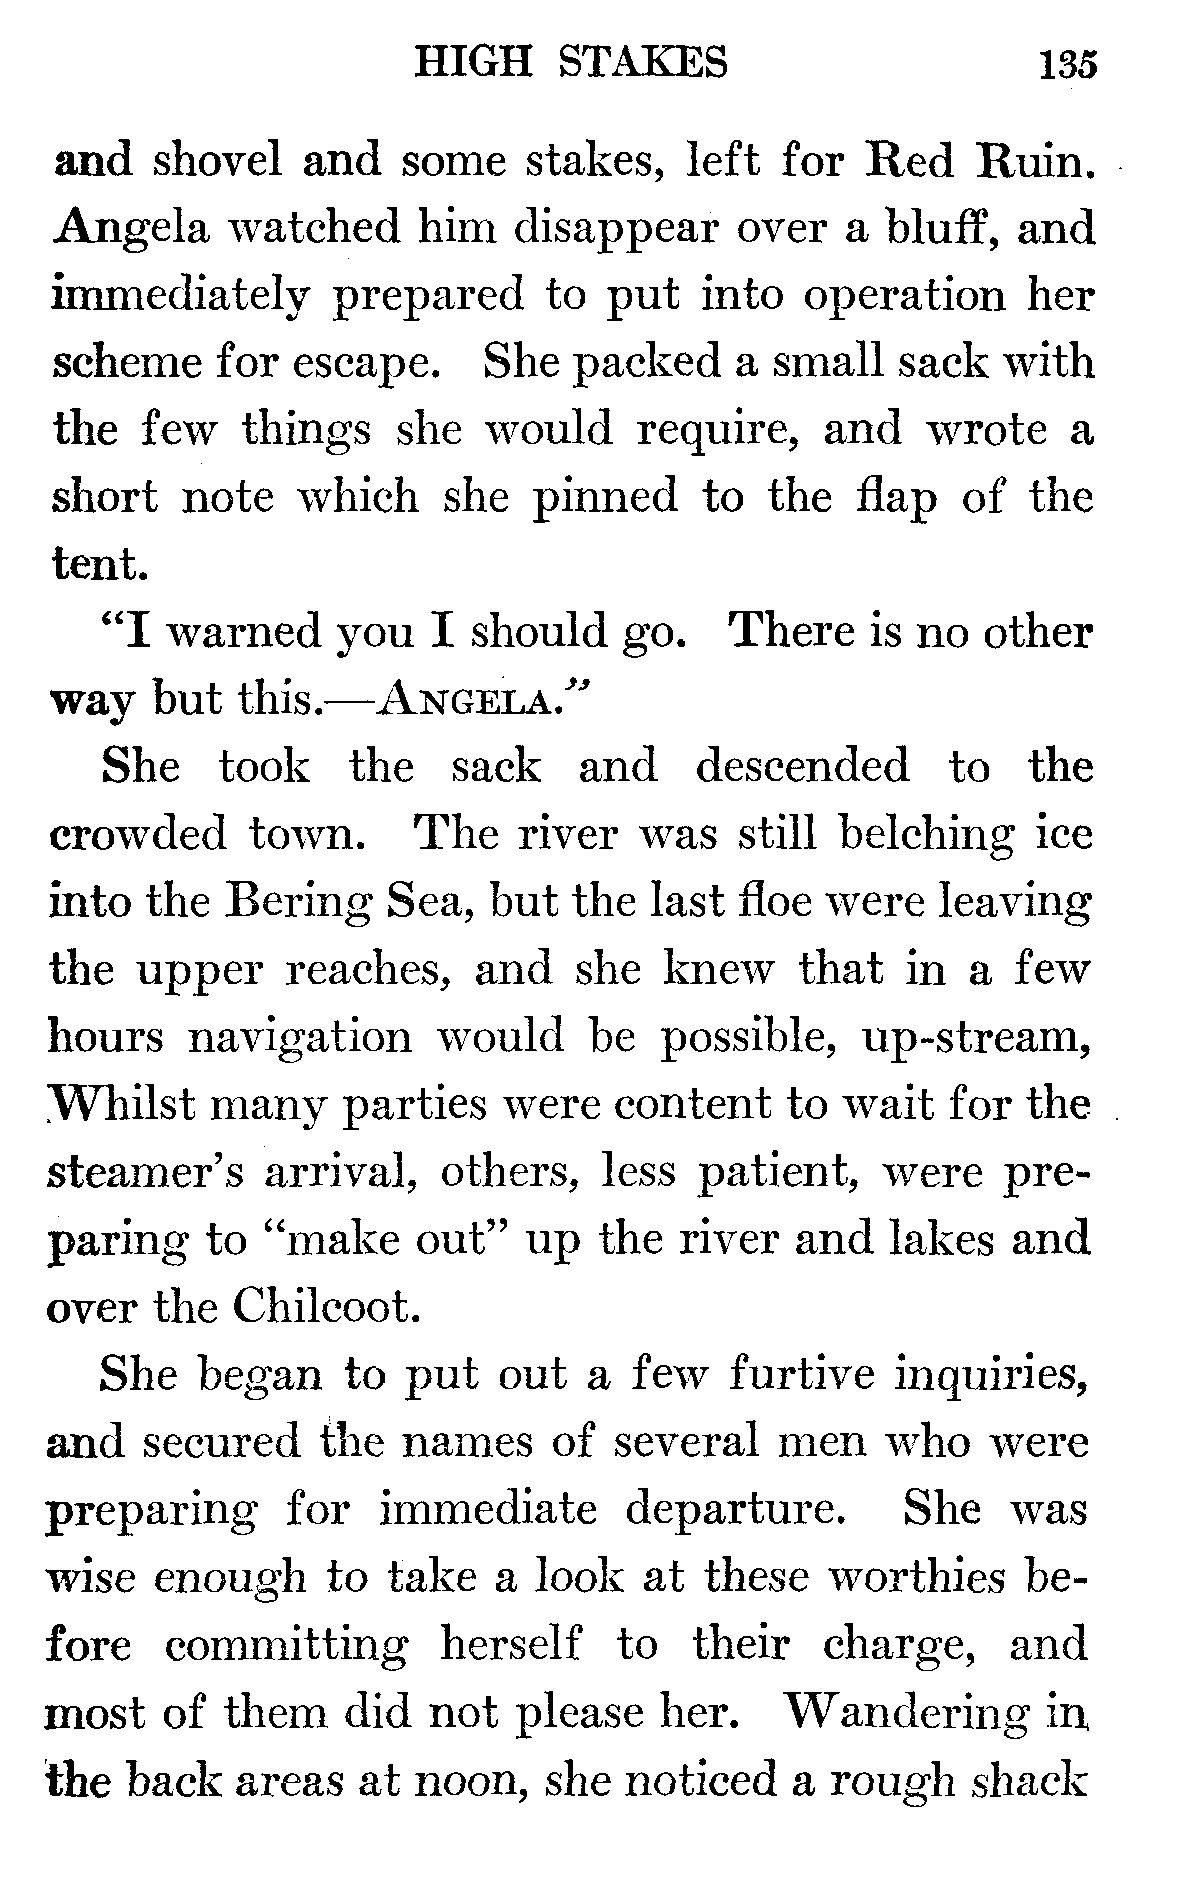 HIGH STAKES 135
and shovel and some stakes, left for Red Ruin.
Angela watched him disappear over a bluff, and
immediately prepared to put into operation her
scheme for escape. She packed a small sack with
the few things she would require, and wrote a
short note which she pinned to the flap of the
tent.
"I warned you I should go. There is no other
way but this.—ANGELA."
She took the sack and descended to the
crowded town. The river was still belching ice
into the Bering Sea, but the last floe were leaving
the upper reaches, and she knew that in a few
hours navigation would be possible, up-stream,
Whilst many parties were content to wait for the
steamer's arrival, others, less patient, were pre-
paring to "make out" up the river and lakes and
over the Chilcoot.
She began to put out a few furtive inquiries,
and secured the names of several men who were
preparing for immediate departure. She was
wise enough to take a look at these worthies be-
fore committing herself to their charge, and
most of them did not please her. Wandering in
the back areas at noon, she noticed a rough shack